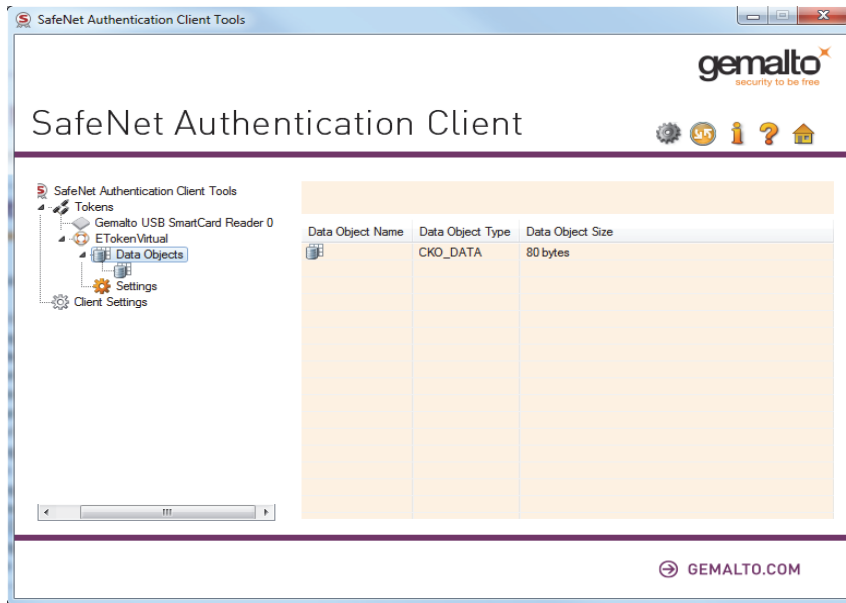 SafeNet Authentication Client Tools
gemalto
security to be free
SafeNet Authentication Client
SafeNet Authentication Client Tools
Tokens
Gemalto USB SmartCard Reader 0
ETokenVirtual
Data Objects
Settings
Client Settings
Data Object Name Data Object Type Data Object Size
CKO_DATA 80 bytes
GEMALTO.COM